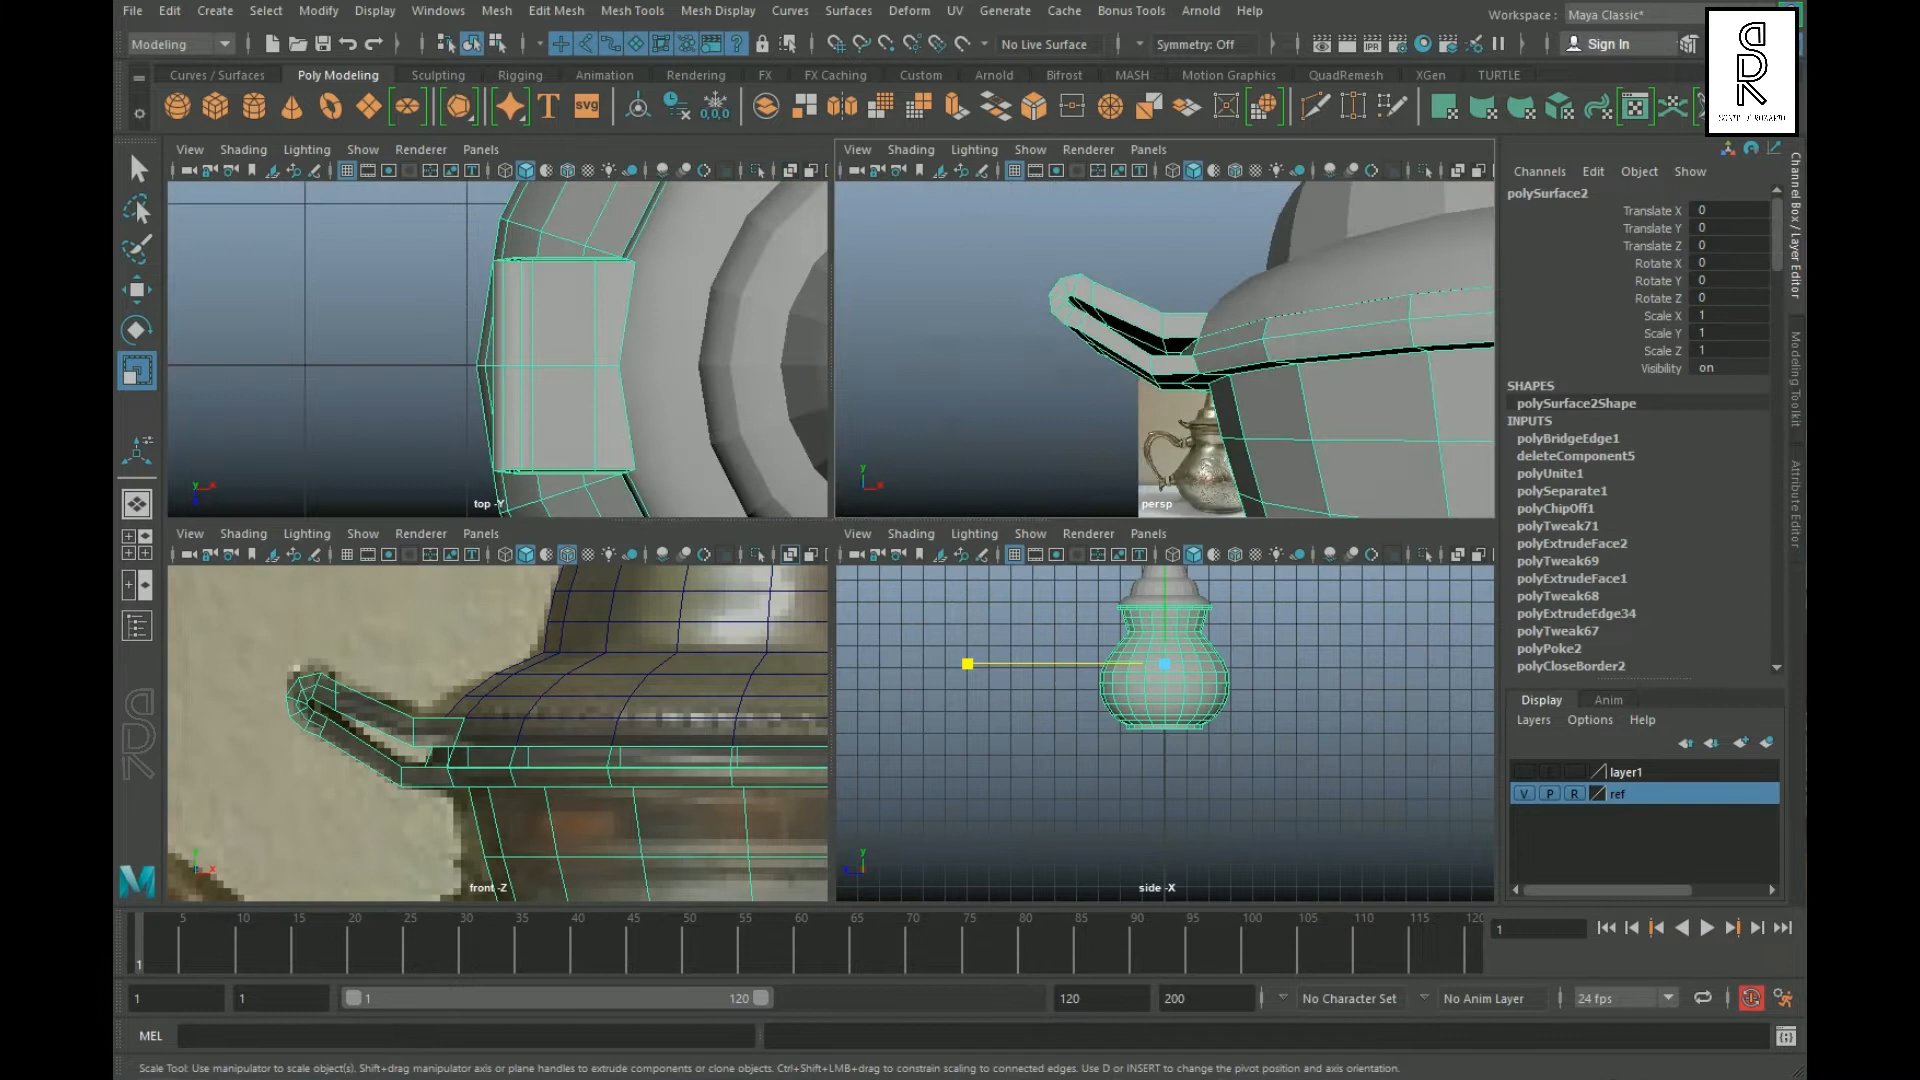 File Edit Create Select Modify Display Windows Mesh Edit Mesh Mesh Tools Mesh Display Curves Surfaces Deform UV Generate Cache Bonus Tools Arnold Help
Workspace : Maya Classic*
Modeling
No Live Surface
Symmetry: Off
Sign In
Curves / Surfaces Poly Modeling Sculpting Rigging Animation Rendering FX FX Caching Custom Arnold Bifrost MASH Motion Graphics QuadRemesh XGen TURTLE
View Shading Lighting Show Renderer Panels
View Shading Lighting Show Renderer Panels
top -Y
persp
View Shading Lighting Show Renderer Panels
View Shading Lighting Show Renderer Panels
front -Z
side -X
Channels Edit Object Show
polySurface2
Translate X 0
Translate Y 0
Translate Z 0
Rotate X 0
Rotate Y 0
Rotate Z 0
Scale X 1
Scale Y 1
Scale Z 1
Visibility on
SHAPES
polySurface2Shape
INPUTS
polyBridgeEdge1
deleteComponent5
polyUnite1
polySeparate1
polyChipOff1
polyTweak71
polyExtrudeFace2
polyTweak69
polyExtrudeFace1
polyTweak68
polyExtrudeEdge34
polyTweak67
polyPoke2
polyCloseBorder2
Display Anim
Layers Options Help
layer1
V P R ref
Channel Box / Layer Editor
Modeling Toolkit
Attribute Editor
5 10 15 20 25 30 35 40 45 50 55 60 65 70 75 80 85 90 95 100 105 110 115 120
1
1
1 1 1 120 120 200 No Character Set No Anim Layer 24 fps
MEL
Scale Tool: Use manipulator to scale object(s). Shift+drag manipulator axis or plane handles to extrude components or clone objects. Ctrl+Shift+LMB+drag to constrain scaling to connected edges. Use D or INSERT to change the pivot position and axis orientation.